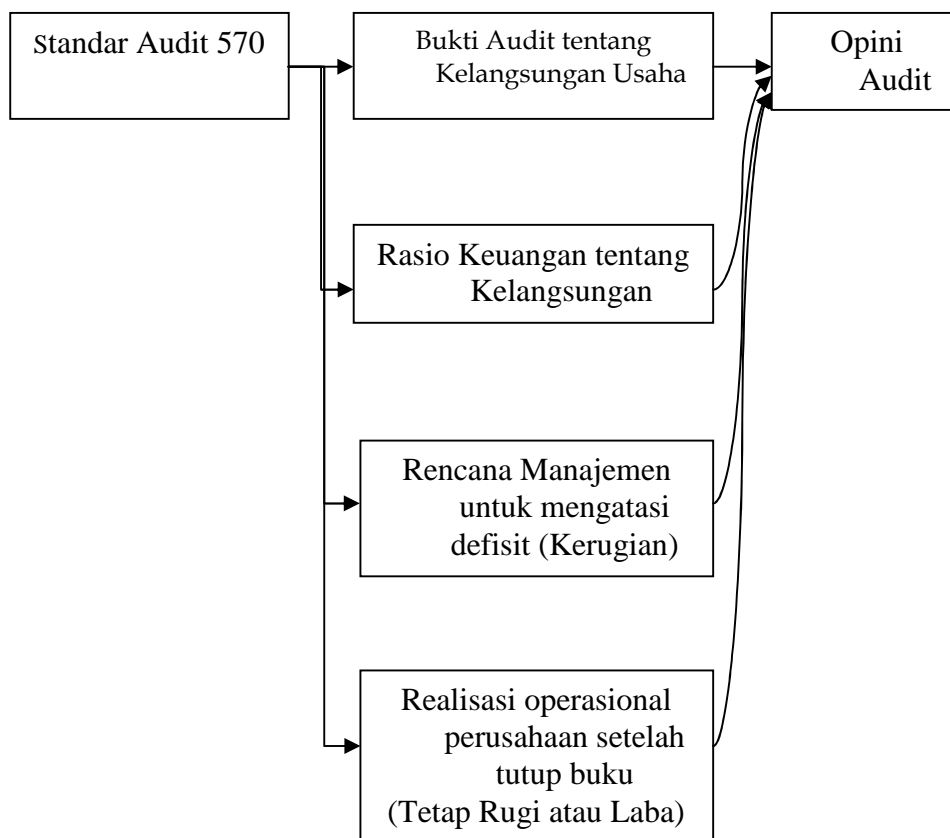 Standar Audit 570
Bukti Audit tentang
Kelangsungan Usaha
Opini
Audit
Rasio Keuangan tentang
Kelangsungan
Rencana Manajemen
untuk mengatasi
defisit (Kerugian)
Realisasi operasional
perusahaan setelah
tutup buku
(Tetap Rugi atau Laba)